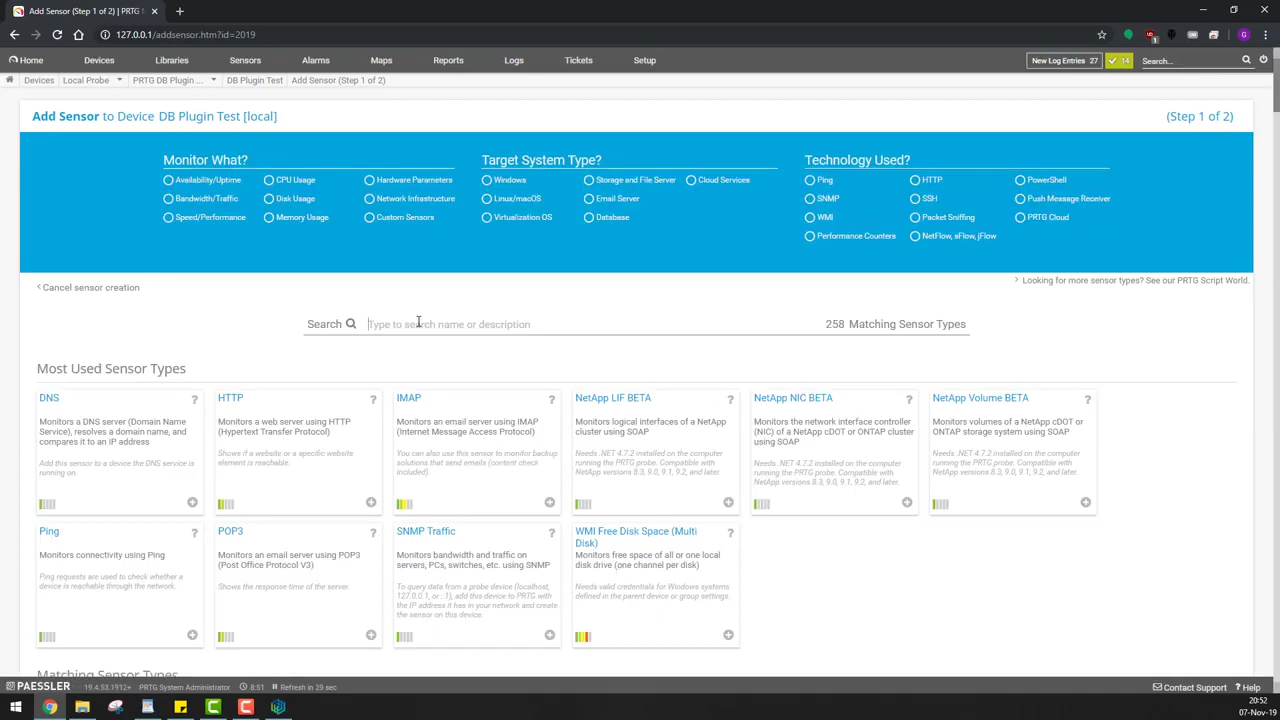 Add Sensor (Step 1 of 2) | PRTG
127.0.0.1/addsensor.htm?id=2019
Home Devices Libraries Sensors Alarms Maps Reports Logs Tickets Setup New Log Entries 27 14 Search...
Devices Local Probe PRTG DB Plugin ... DB Plugin Test Add Sensor (Step 1 of 2)
Add Sensor to Device DB Plugin Test [local] (Step 1 of 2)
Monitor What?
Availability/Uptime CPU Usage Hardware Parameters
Bandwidth/Traffic Disk Usage Network Infrastructure
Speed/Performance Memory Usage Custom Sensors
Target System Type?
Windows Storage and File Server Cloud Services
Linux/macOS Email Server
Virtualization OS Database
Technology Used?
Ping HTTP PowerShell
SNMP SSH Push Message Receiver
WMI Packet Sniffing PRTG Cloud
Performance Counters NetFlow, sFlow, jFlow
Cancel sensor creation
Looking for more sensor types? See our PRTG Script World.
Search Type to search name or description 258 Matching Sensor Types
Most Used Sensor Types
DNS ?
Monitors a DNS server (Domain Name
Service), resolves a domain name, and
compares it to an IP address
Add this sensor to a device the DNS service is
running on.
HTTP ?
Monitors a web server using HTTP
(Hypertext Transfer Protocol)
Shows if a website or a specific website
element is reachable.
IMAP ?
Monitors an email server using IMAP
(Internet Message Access Protocol)
You can also use this sensor to monitor backup
solutions that send emails (content check
included).
NetApp LIF BETA ?
Monitors logical interfaces of a NetApp
cluster using SOAP
Needs .NET 4.7.2 installed on the computer
running the PRTG probe. Compatible with
NetApp versions 8.3, 9.0, 9.1, 9.2, and later.
NetApp NIC BETA ?
Monitors the network interface controller
(NIC) of a NetApp cDOT or ONTAP cluster
using SOAP
Needs .NET 4.7.2 installed on the computer
running the PRTG probe. Compatible with
NetApp versions 8.3, 9.0, 9.1, 9.2, and later.
NetApp Volume BETA ?
Monitors volumes of a NetApp cDOT or
ONTAP storage system using SOAP
Needs .NET 4.7.2 installed on the computer
running the PRTG probe. Compatible with
NetApp versions 8.3, 9.0, 9.1, 9.2, and later.
Ping ?
Monitors connectivity using Ping
Ping requests are used to check whether a
device is reachable through the network.
POP3 ?
Monitors an email server using POP3
(Post Office Protocol V3)
Shows the response time of the server.
SNMP Traffic ?
Monitors bandwidth and traffic on
servers, PCs, switches, etc. using SNMP
To query data from a probe device (localhost,
127.0.0.1, or ::1), add this device to PRTG with
the IP address it has in your network and create
the sensor on this device.
WMI Free Disk Space (Multi
Disk) ?
Monitors free space of all or one local
disk drive (one channel per disk)
Needs valid credentials for Windows systems
defined in the parent device or group settings.
Matching Sensor Types
PAESSLER 19.4.53.1912+ PRTG System Administrator 8:51 Refresh in 29 sec Contact Support ? Help
20:52
07-Nov-19